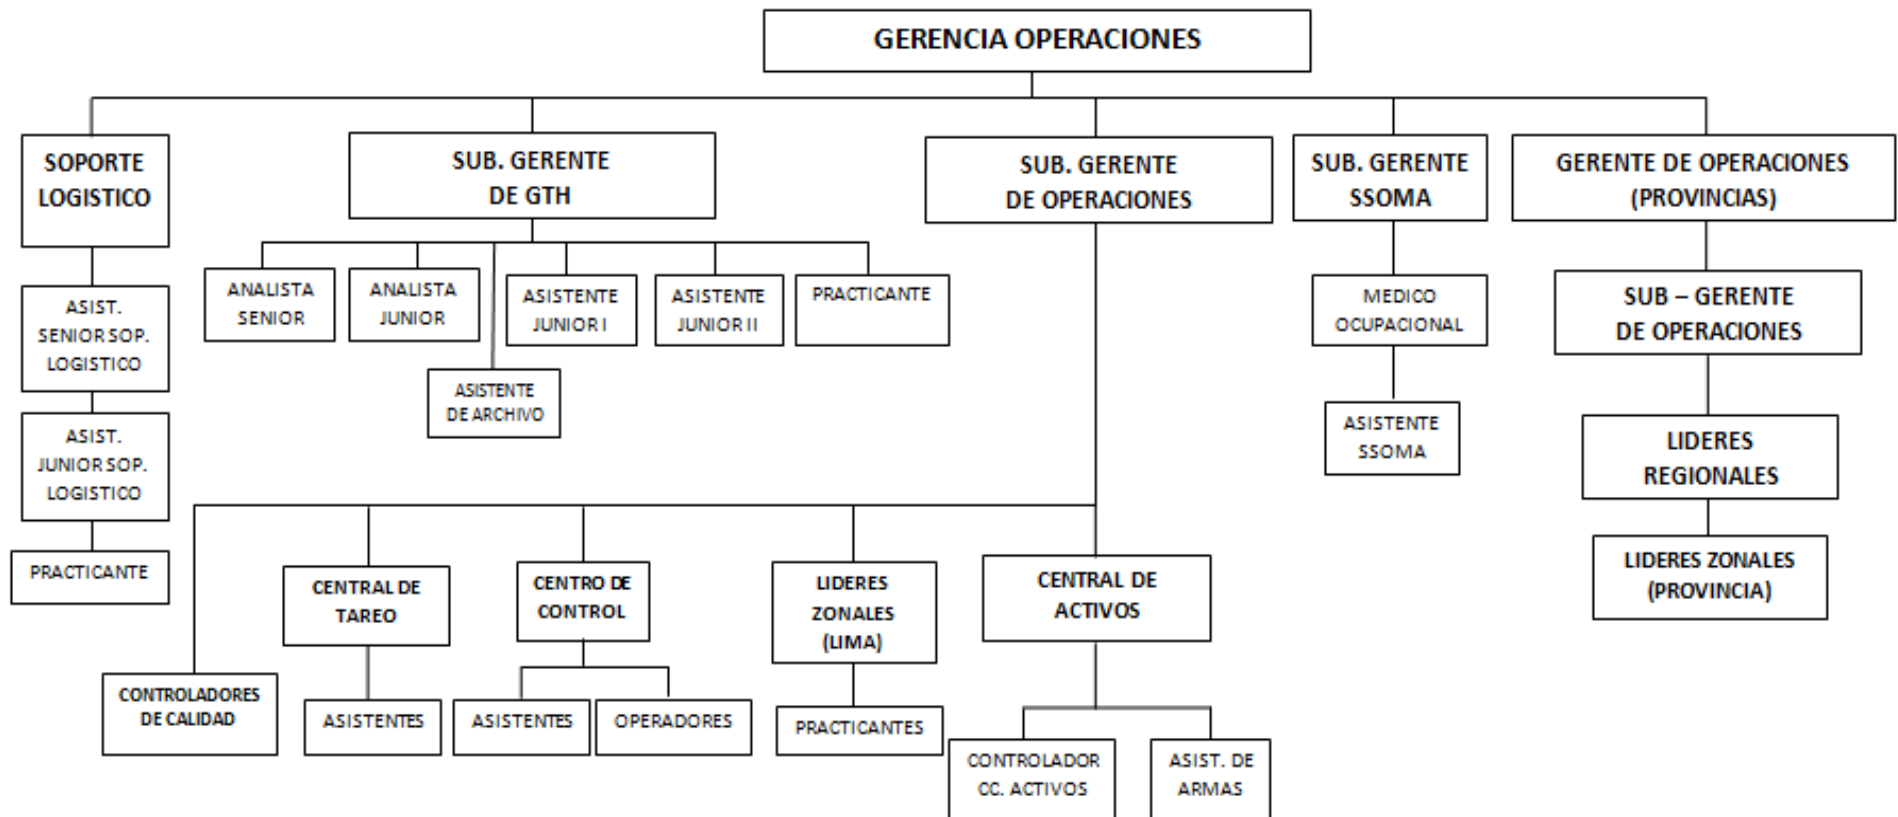 GERENCIA OPERACIONES
SOPORTE
LOGISTICO
SUB. GERENTE
DE GTH
SUB. GERENTE
DE OPERACIONES
SUB. GERENTE
SSOMA
GERENTE DE OPERACIONES
(PROVINCIAS)
ASIST.
SENIOR SOP.
LOGISTICO
ANALISTA
SENIOR
ANALISTA
JUNIOR
ASISTENTE
JUNIOR I
ASISTENTE
JUNIOR II
PRACTICANTE
MEDICO
OCUPACIONAL
SUB – GERENTE
DE OPERACIONES
ASISTENTE
DE ARCHIVO
ASIST.
JUNIOR SOP.
LOGISTICO
ASISTENTE
SSOMA
LIDERES
REGIONALES
PRACTICANTE
CENTRAL DE
TAREO
CENTRO DE
CONTROL
LIDERES
ZONALES
(LIMA)
CENTRAL DE
ACTIVOS
LIDERES ZONALES
(PROVINCIA)
CONTROLADORES
DE CALIDAD
ASISTENTES
ASISTENTES
OPERADORES
PRACTICANTES
CONTROLADOR
CC. ACTIVOS
ASIST. DE
ARMAS